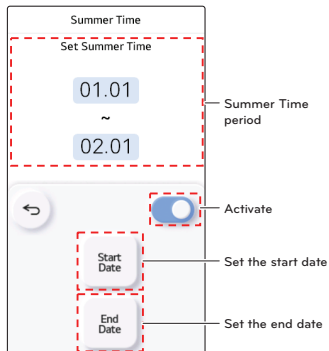 Summer Time
Set Summer Time
01.01
~
02.01
Summer Time
period
Activate
Start
Date
Set the start date
End
Date
Set the end date